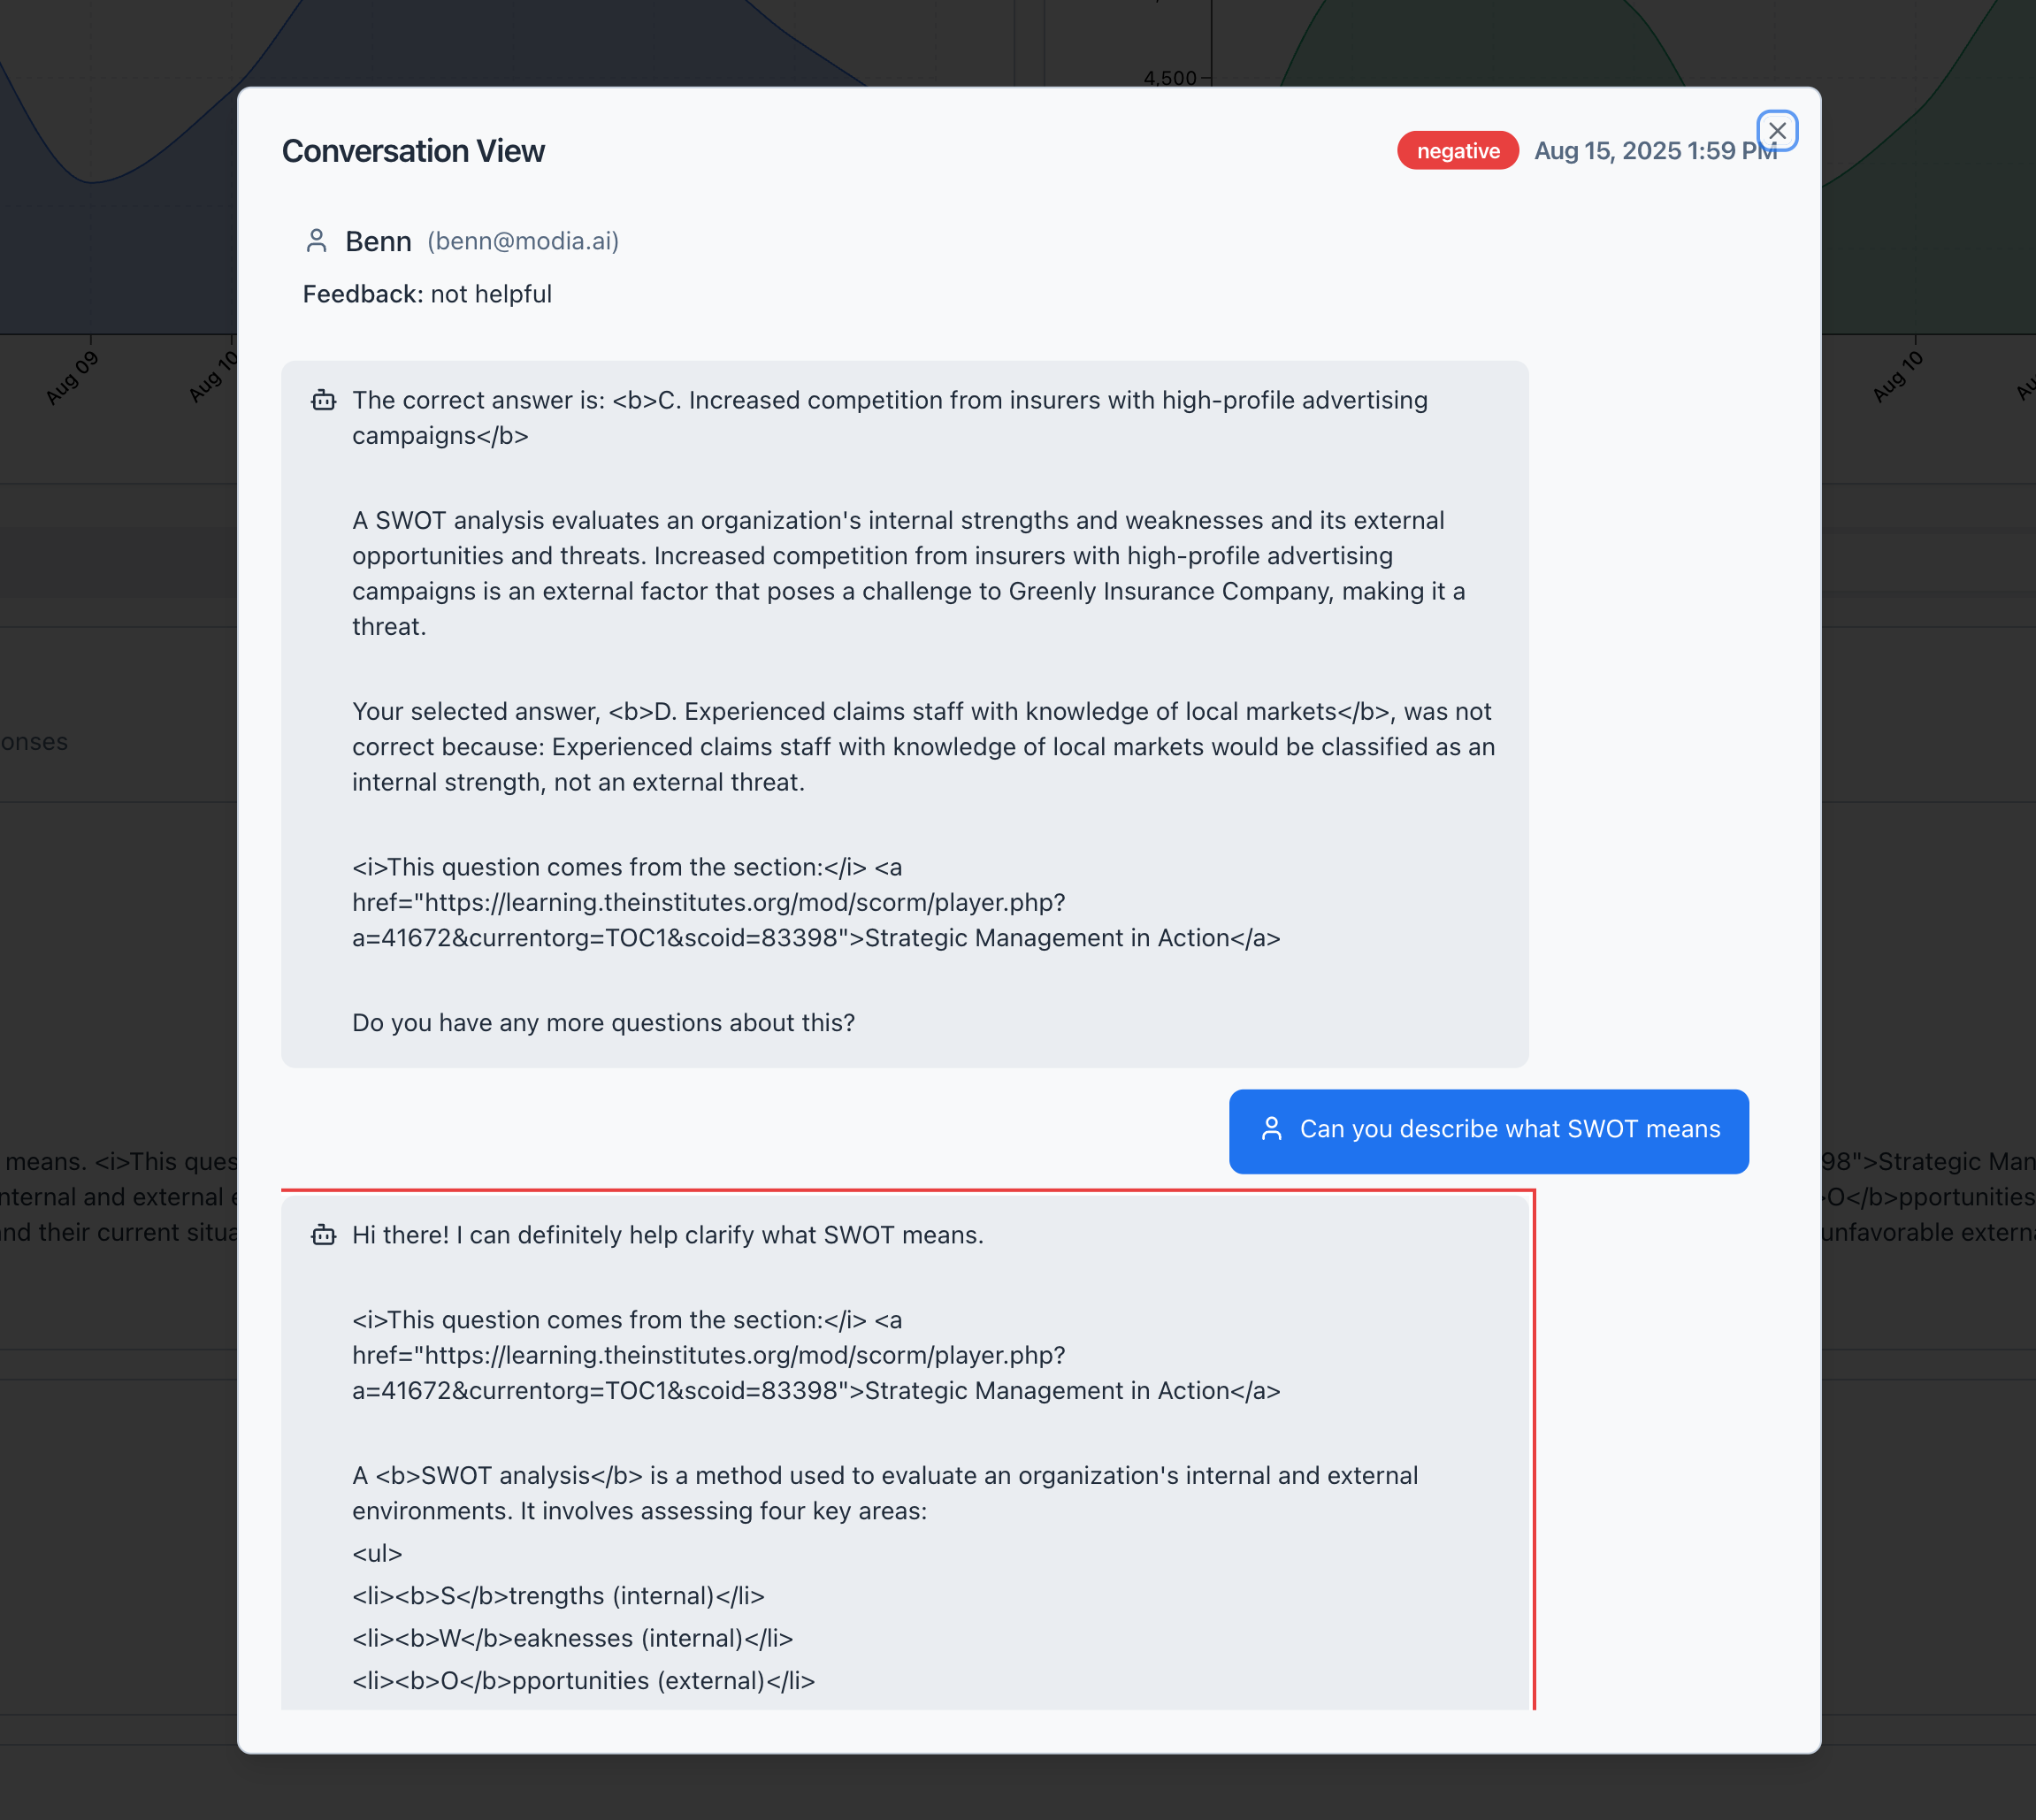 4,500
Conversation View
negative
Aug 15, 2025 1:59 PM
Benn (benn@modia.ai)
Feedback: not helpful
Aug 09
Aug 10
Aug 10
The correct answer is: <b>C. Increased competition from insurers with high-profile advertising
campaigns</b>
A SWOT analysis evaluates an organization's internal strengths and weaknesses and its external
opportunities and threats. Increased competition from insurers with high-profile advertising
campaigns is an external factor that poses a challenge to Greenly Insurance Company, making it a
threat.
Your selected answer, <b>D. Experienced claims staff with knowledge of local markets</b>, was not
correct because: Experienced claims staff with knowledge of local markets would be classified as an
internal strength, not an external threat.
onses
<i>This question comes from the section:</i> <a
href="https://learning.theinstitutes.org/mod/scorm/player.php?
a=41672&currentorg=TOC1&scoid=83398">Strategic Management in Action</a>
Do you have any more questions about this?
Can you describe what SWOT means
means. <i>This ques
nternal and external e
nd their current situa
98">Strategic Man
O</b>pportunities
unfavorable extern
Hi there! I can definitely help clarify what SWOT means.
<i>This question comes from the section:</i> <a
href="https://learning.theinstitutes.org/mod/scorm/player.php?
a=41672&currentorg=TOC1&scoid=83398">Strategic Management in Action</a>
A <b>SWOT analysis</b> is a method used to evaluate an organization's internal and external
environments. It involves assessing four key areas:
<ul>
<li><b>S</b>trengths (internal)</li>
<li><b>W</b>eaknesses (internal)</li>
<li><b>O</b>pportunities (external)</li>